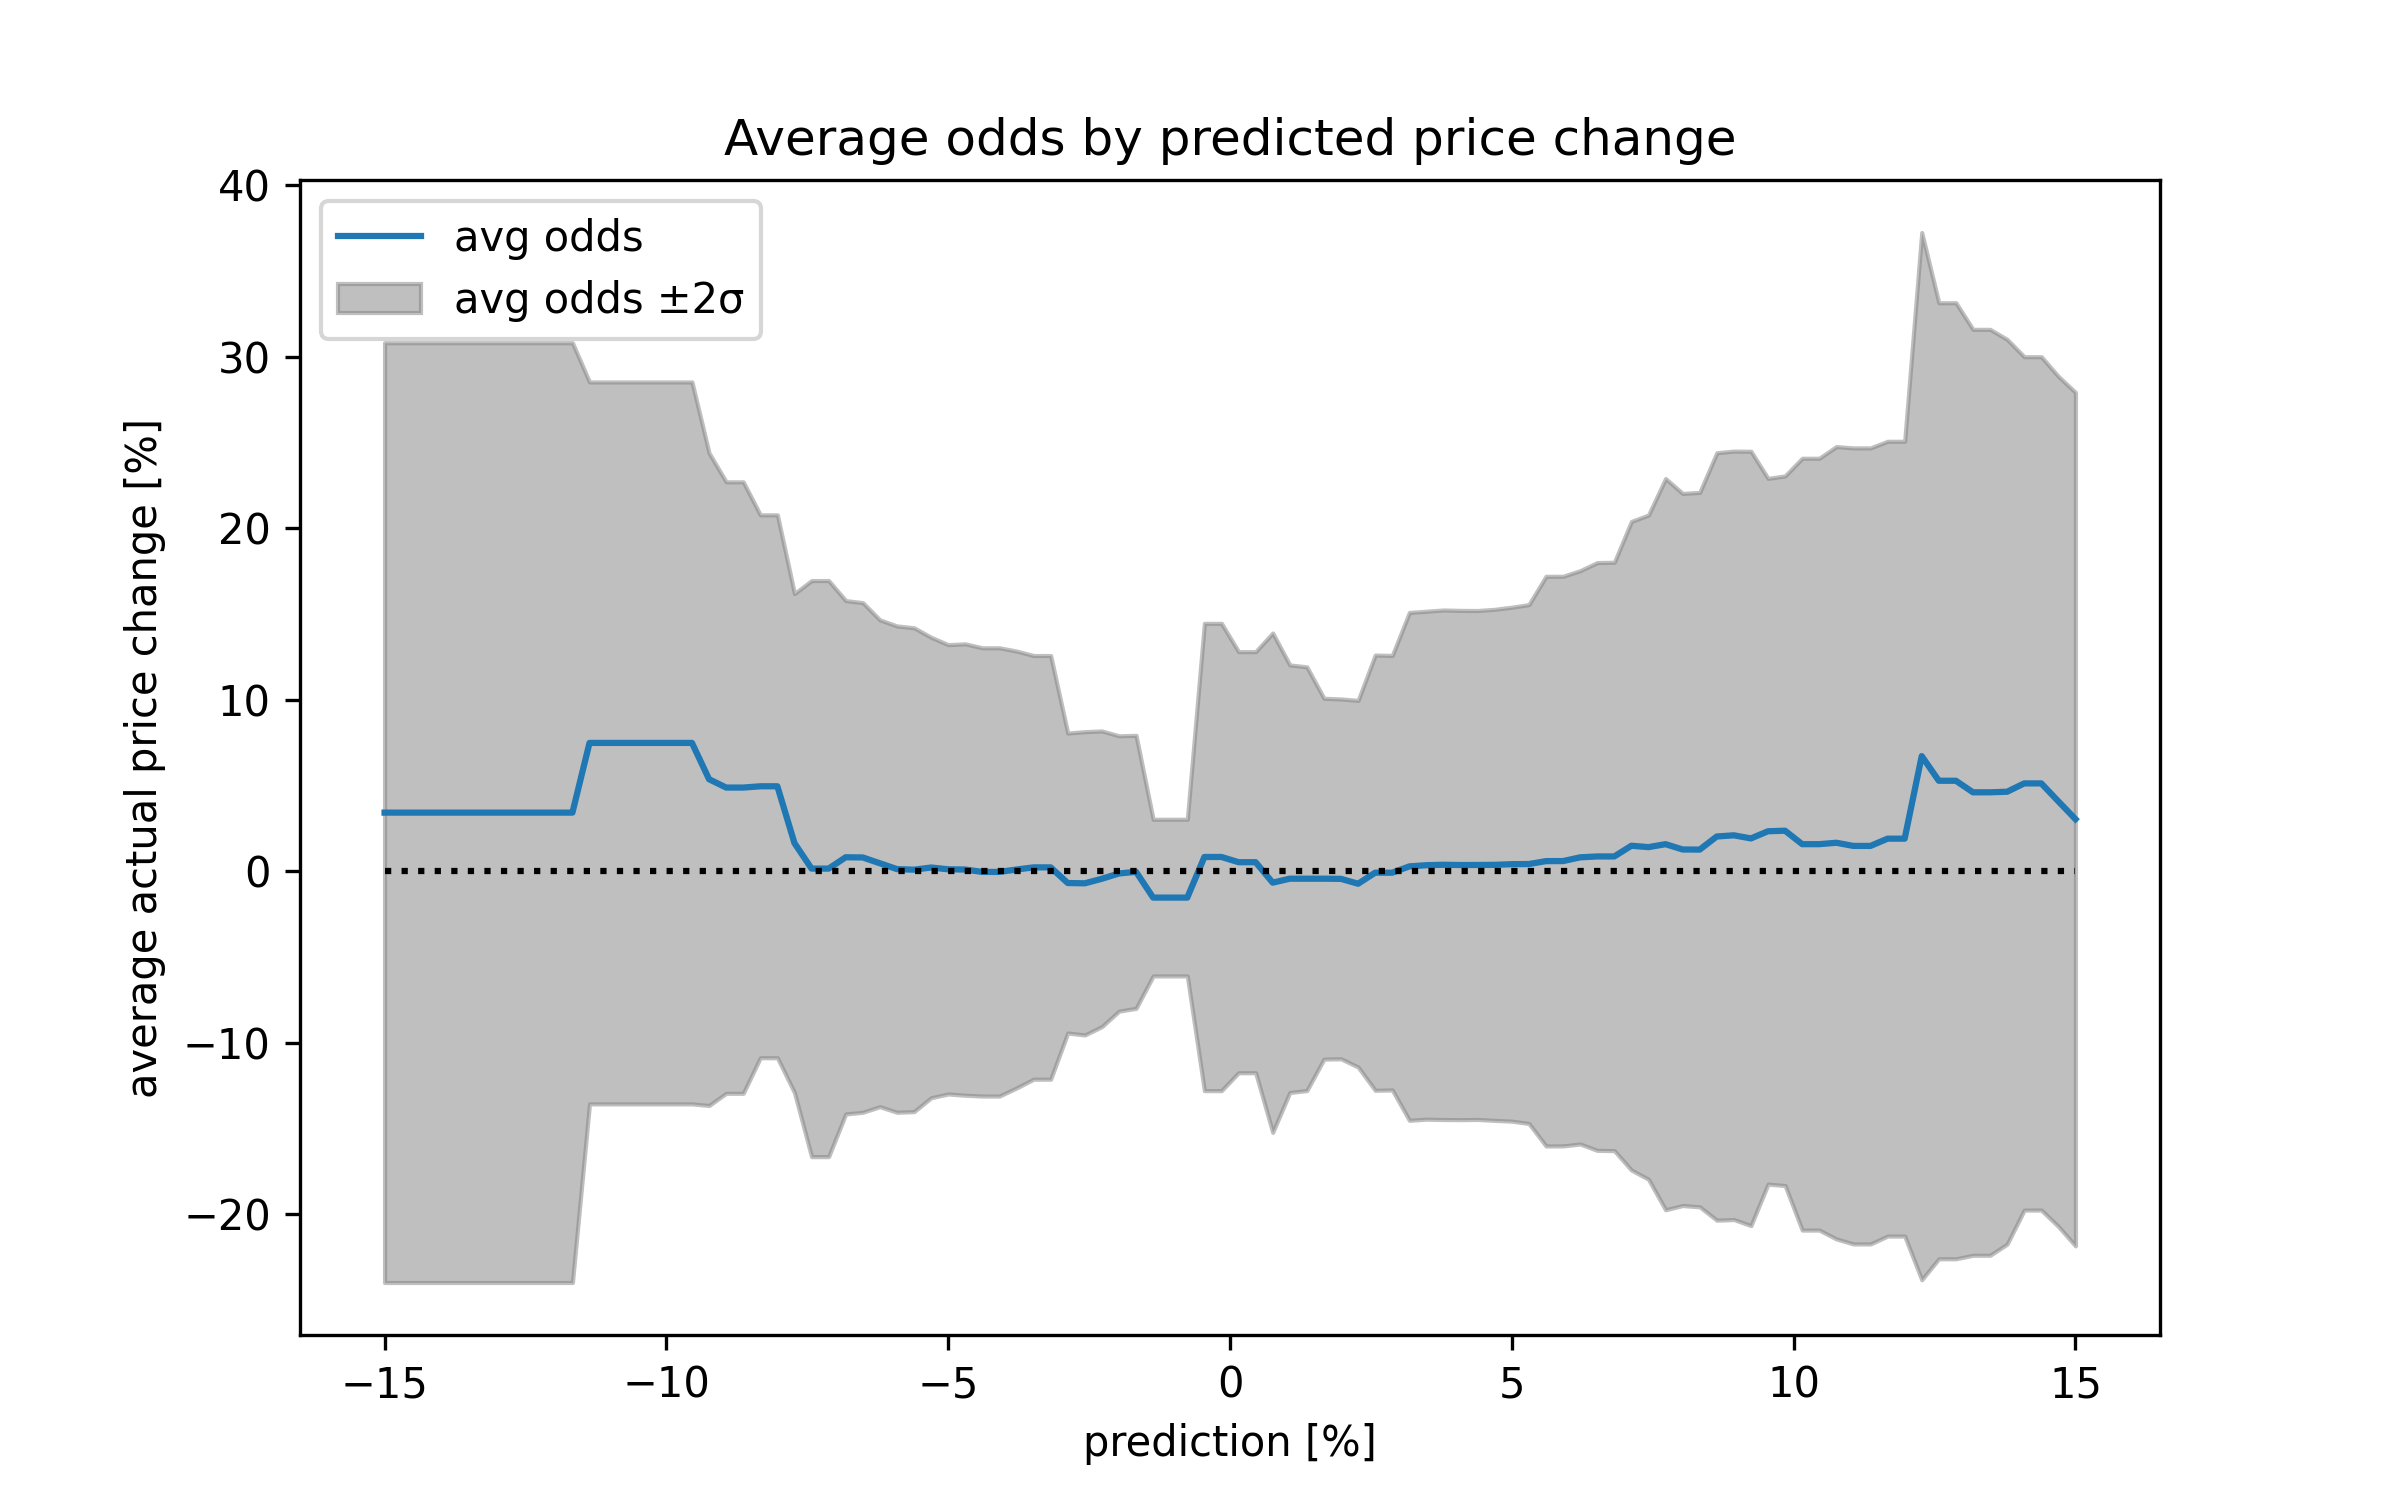 Average odds by predicted price change
avg odds
avg odds ±2σ
average actual price change [%]
40
30
20
10
0
−10
−20
−15
−10
−5
0
5
10
15
prediction [%]